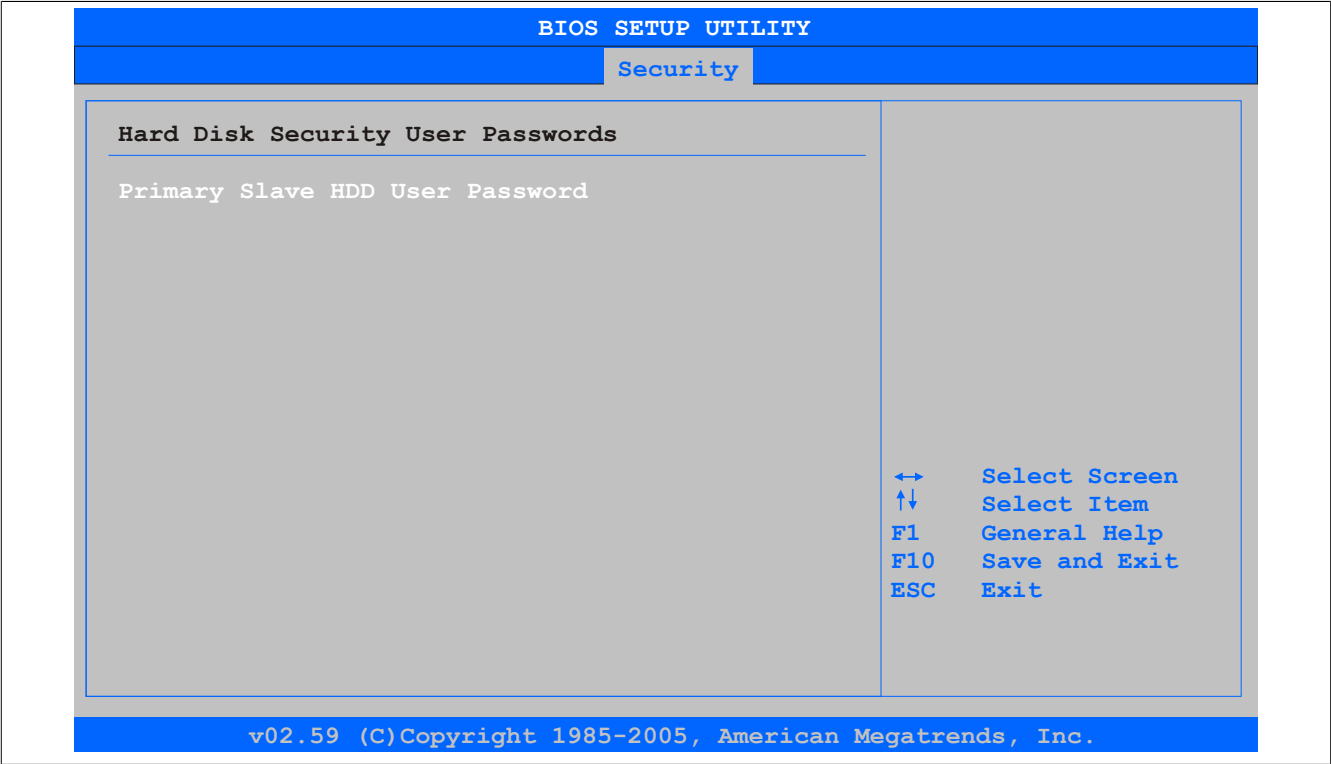 BIOS SETUP UTILITY
Security
Hard Disk Security User Passwords
Primary Slave HDD User Password
↔ Select Screen
↑↓ Select Item
F1 General Help
F10 Save and Exit
ESC Exit
v02.59 (C)Copyright 1985-2005, American Megatrends, Inc.